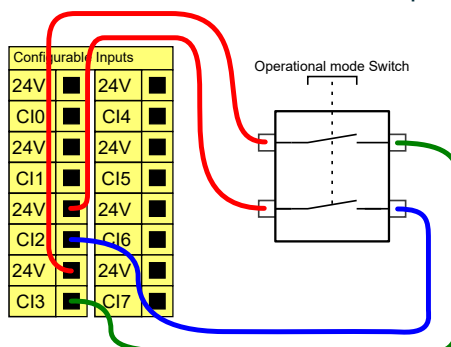 Configurable Inputs
Operational mode Switch
24V 24V
CI0 CI4
24V 24V
CI1 CI5
24V 24V
CI2 CI6
24V 24V
CI3 CI7